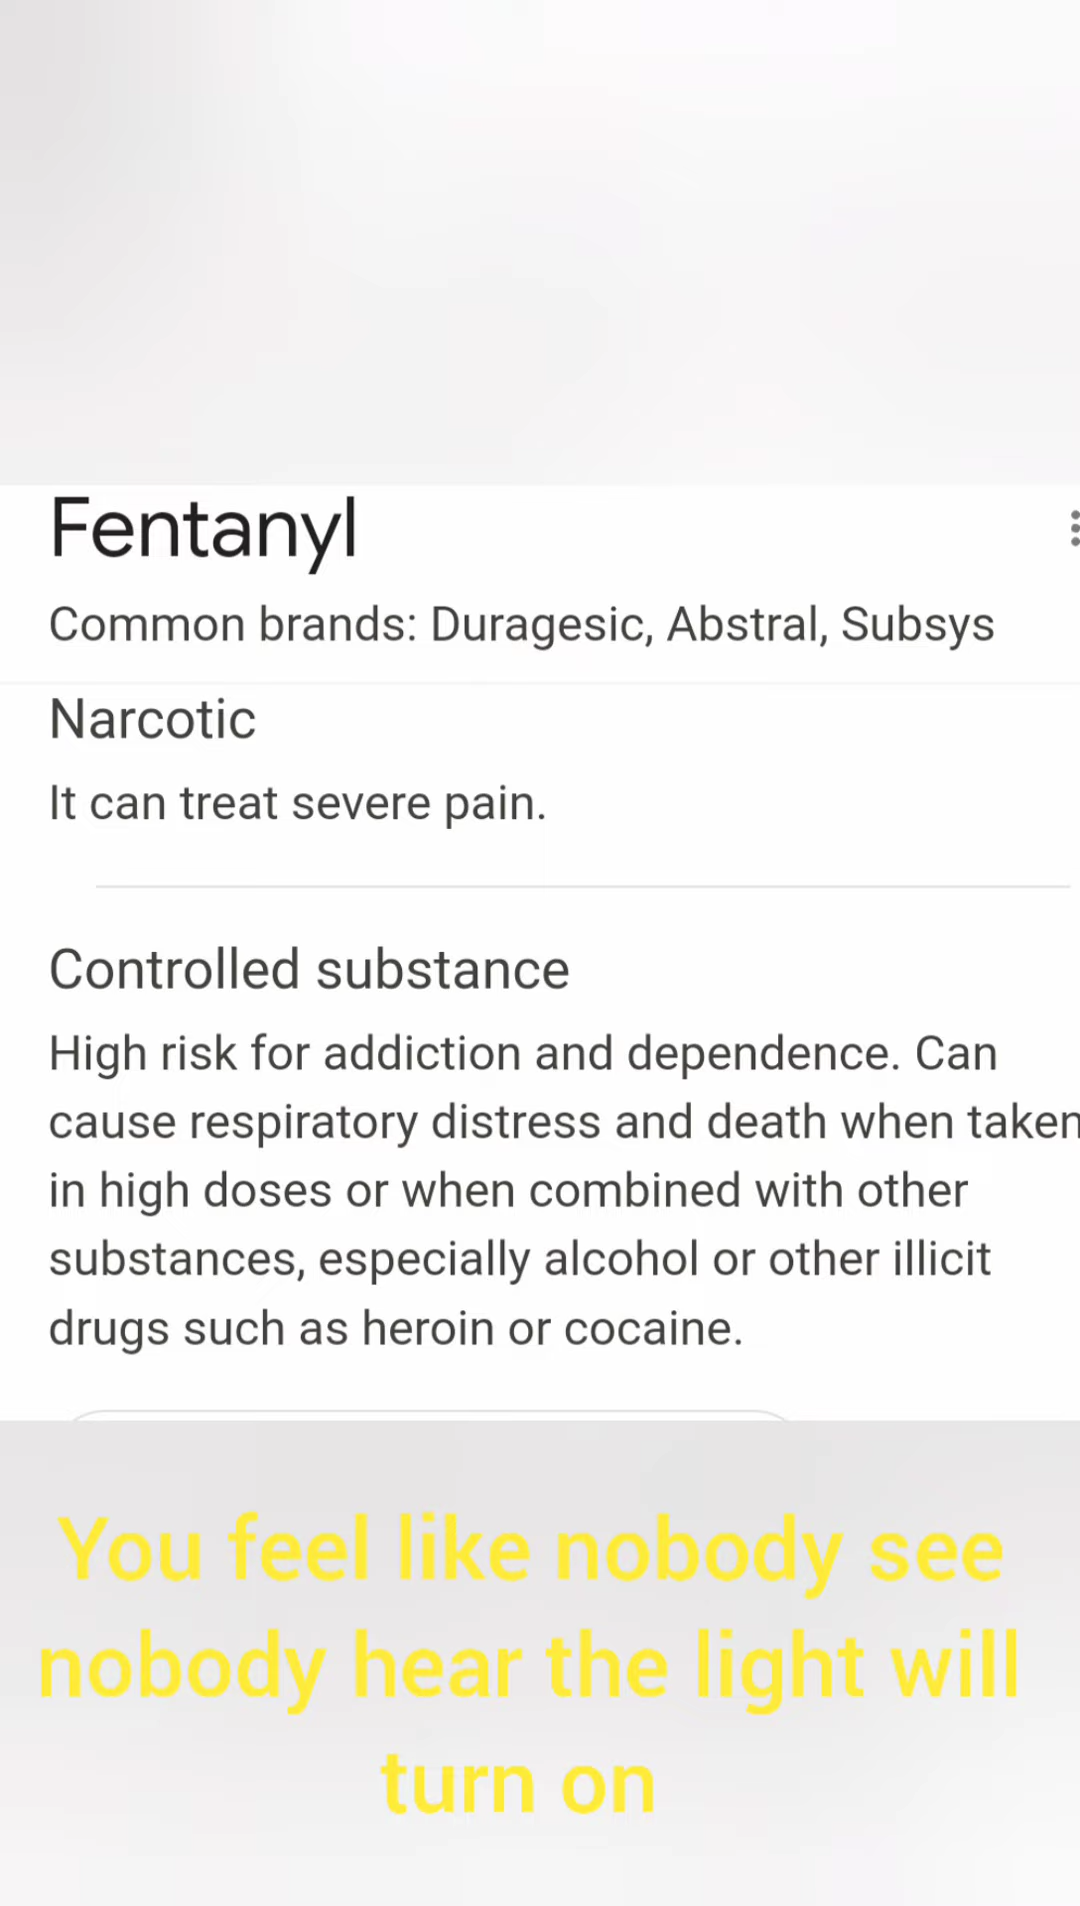 Fentanyl
Common brands: Duragesic, Abstral, Subsys
Narcotic
It can treat severe pain.
Controlled substance
High risk for addiction and dependence. Can
cause respiratory distress and death when taken
in high doses or when combined with other
substances, especially alcohol or other illicit
drugs such as heroin or cocaine.
You feel like nobody see
nobody hear the light will
turn on